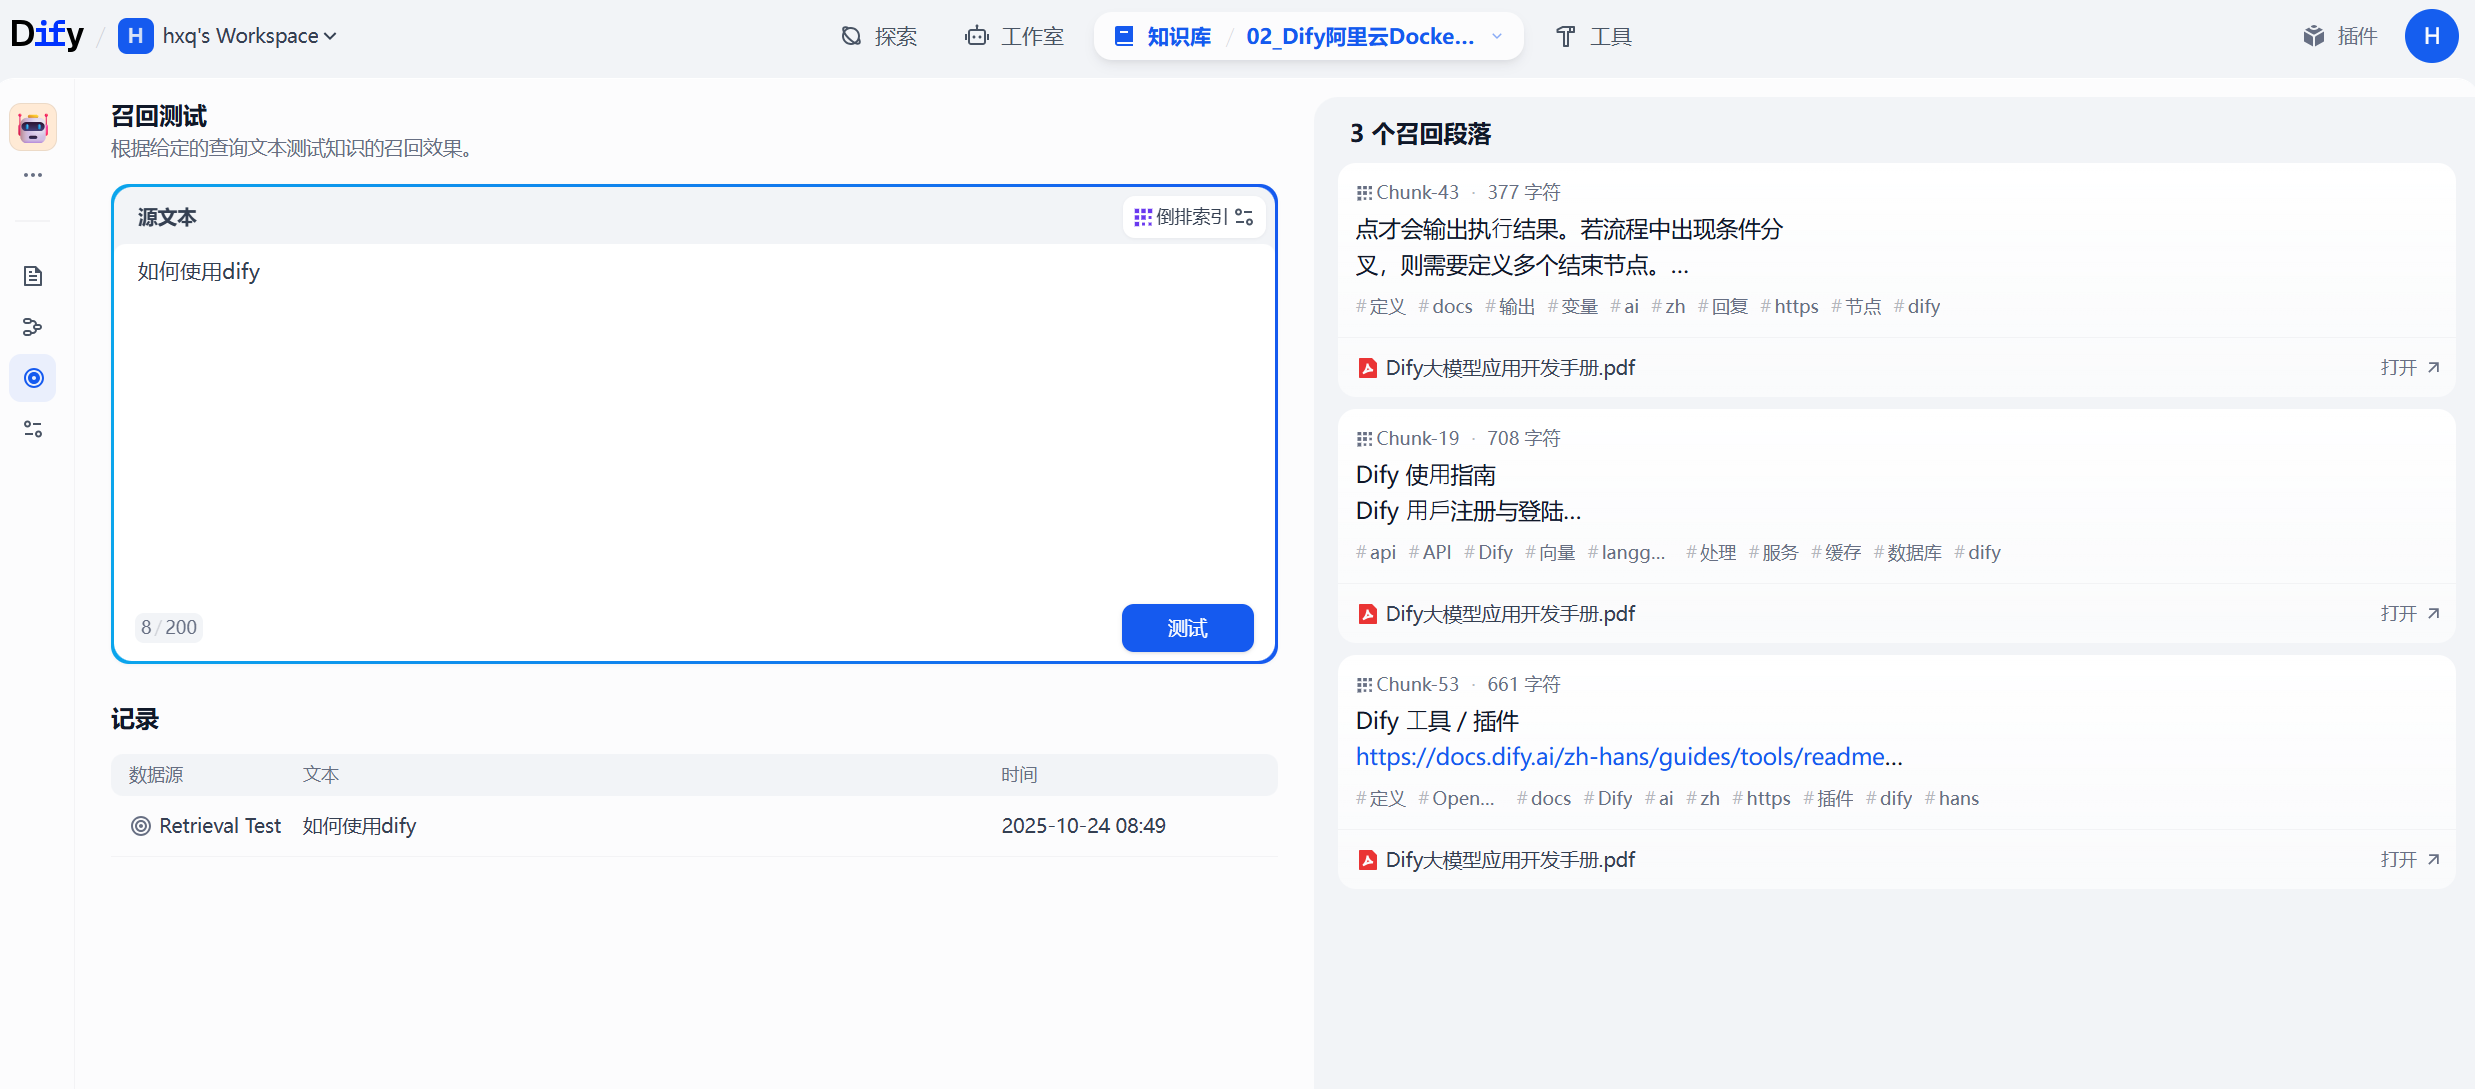 Dify / H hxq's Workspace
探索
工作室
知识库 / 02_Dify阿里云Docke...
工具
插件
H
召回测试
根据给定的查询文本测试知识的召回效果。
源文本
倒排索引
如何使用dify
8 / 200
测试
记录
数据源 文本 时间
Retrieval Test 如何使用dify 2025-10-24 08:49
3 个召回段落
Chunk-43 · 377 字符
点才会输出执行结果。若流程中出现条件分
叉，则需要定义多个结束节点。...
# 定义 # docs # 输出 # 变量 # ai # zh # 回复 # https # 节点 # dify
Dify大模型应用开发手册.pdf 打开
Chunk-19 · 708 字符
Dify 使用指南
Dify 用戶注册与登陆...
# api # API # Dify # 向量 # langg... # 处理 # 服务 # 缓存 # 数据库 # dify
Dify大模型应用开发手册.pdf 打开
Chunk-53 · 661 字符
Dify 工具 / 插件
https://docs.dify.ai/zh-hans/guides/tools/readme...
# 定义 # Open... # docs # Dify # ai # zh # https # 插件 # dify # hans
Dify大模型应用开发手册.pdf 打开